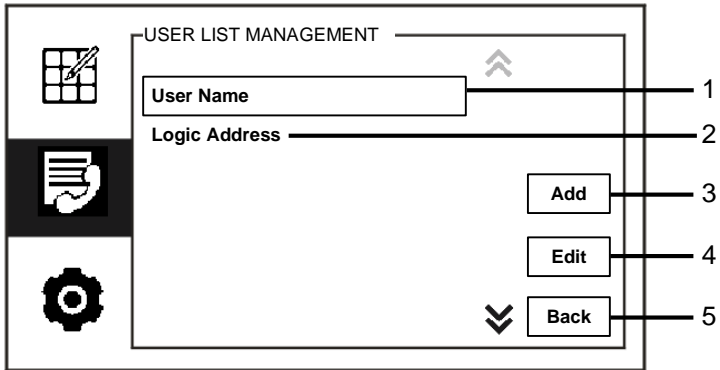 USER LIST MANAGEMENT
User Name
1
Logic Address
2
Add
3
Edit
4
Back
5